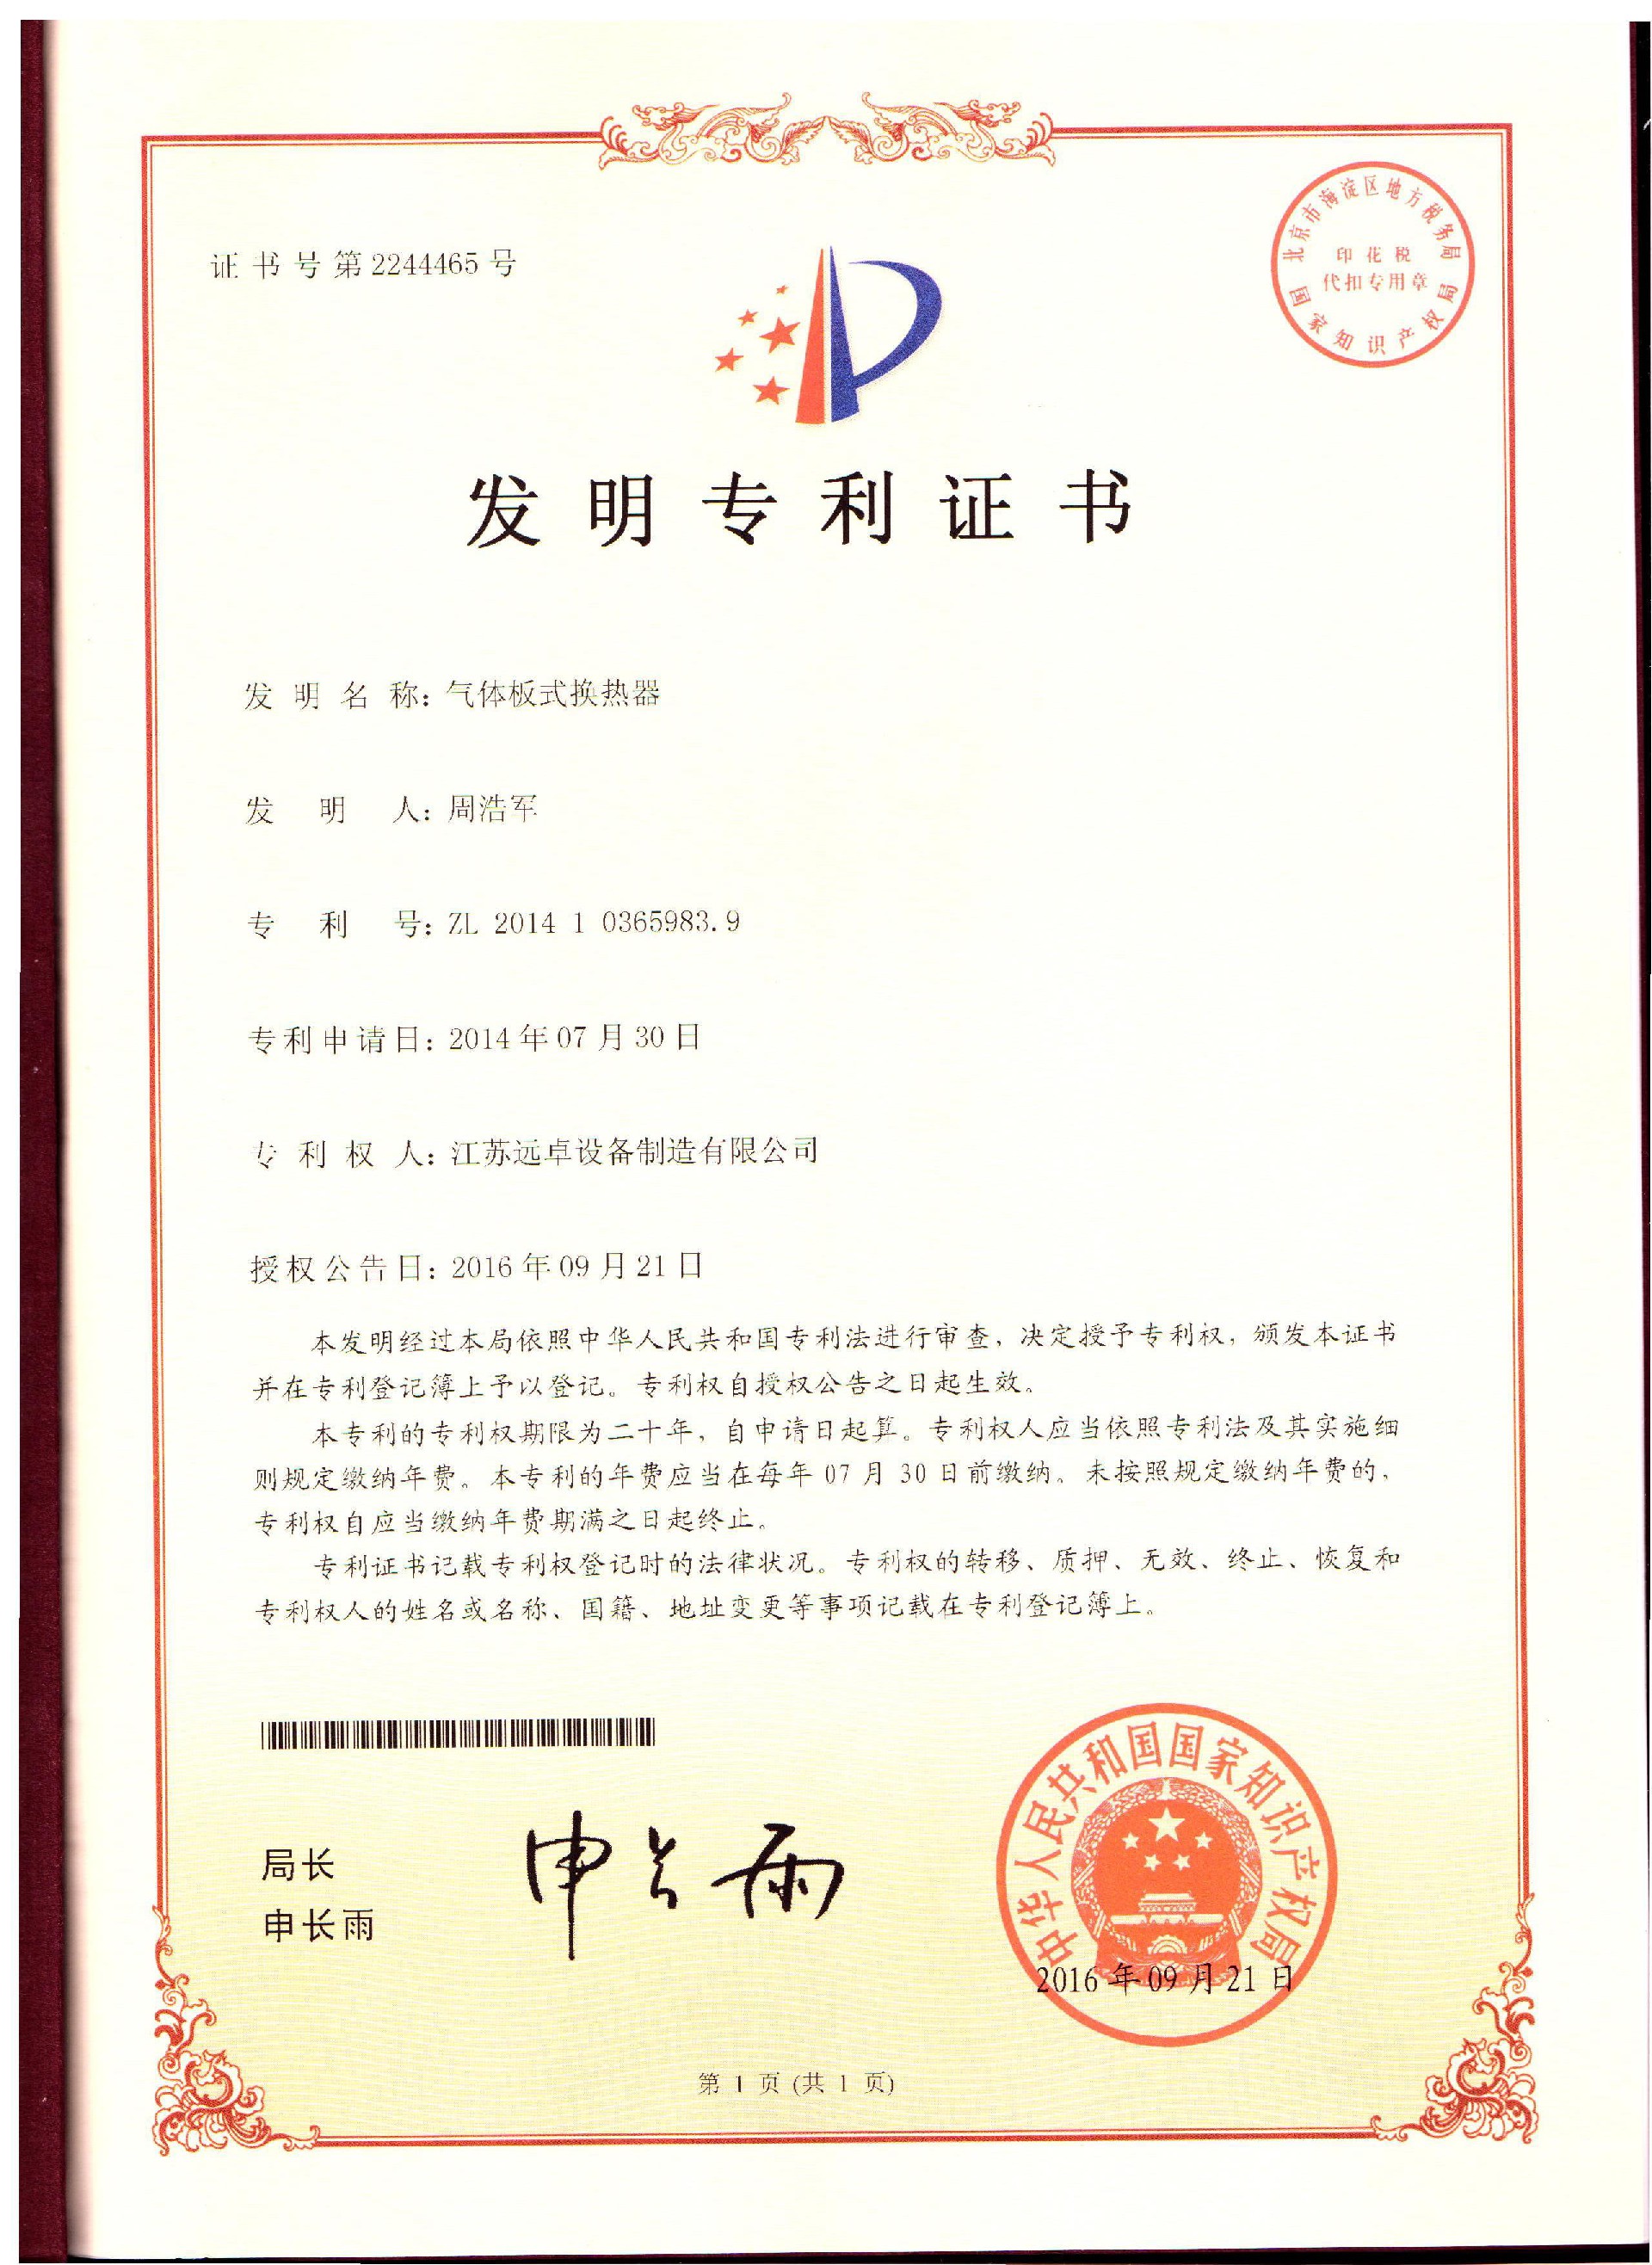 证书号第2244465号
北京市海淀区地方税务局
印花税
代扣专用章
国家知识产权局
发明专利证书
发明名称：气体板式换热器
发明人：周浩军
专利号：ZL 2014 1 0365983.9
专利申请日：2014年07月30日
专利权人：江苏远卓设备制造有限公司
授权公告日：2016年09月21日
本发明经过本局依照中华人民共和国专利法进行审查，决定授予专利权，颁发本证书
并在专利登记簿上予以登记。专利权自授权公告之日起生效。
本专利的专利权期限为二十年，自申请日起算。专利权人应当依照专利法及其实施细
则规定缴纳年费。本专利的年费应当在每年 07 月 30 日前缴纳。未按照规定缴纳年费的，
专利权自应当缴纳年费期满之日起终止。
专利证书记载专利权登记时的法律状况。专利权的转移、质押、无效、终止、恢复和
专利权人的姓名或名称、国籍、地址变更等事项记载在专利登记簿上。
局长
申长雨
申长雨
中华人民共和国国家知识产权局
2016年09月21日
第 1 页 (共 1 页)